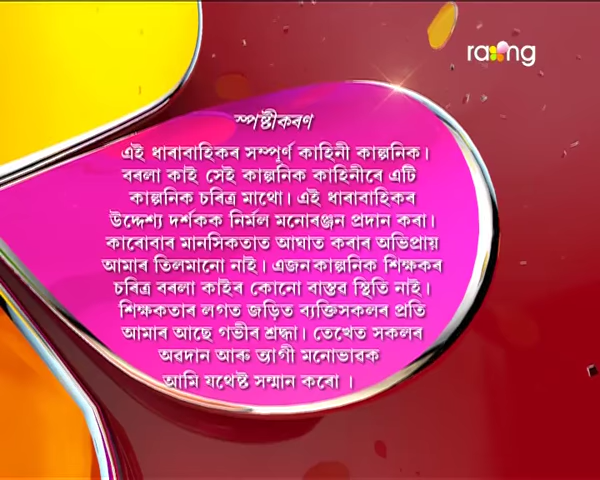 rang
স্পষ্টীকৰণ
এই ধাৰাবাহিকৰ সম্পূৰ্ণ কাহিনী কাল্পনিক।
বৰলা কাই সেই কাল্পনিক কাহিনীৰে এটি
কাল্পনিক চৰিত্ৰ মাথো। এই ধাৰাবাহিকৰ
উদ্দেশ্য দৰ্শকক নিৰ্মল মনোৰঞ্জন প্ৰদান কৰা।
কাৰোবাৰ মানসিকতাত আঘাত কৰাৰ অভিপ্ৰায়
আমাৰ তিলমানো নাই। এজন কাল্পনিক শিক্ষকৰ
চৰিত্ৰ বৰলা কাইৰ কোনো বাস্তৱ স্থিতি নাই।
শিক্ষকতাৰ লগত জড়িত ব্যক্তিসকলৰ প্ৰতি
আমাৰ আছে গভীৰ শ্ৰদ্ধা। তেখেত সকলৰ
অৱদান আৰু ত্যাগী মনোভাৱক
আমি যথেষ্ট সন্মান কৰো ।